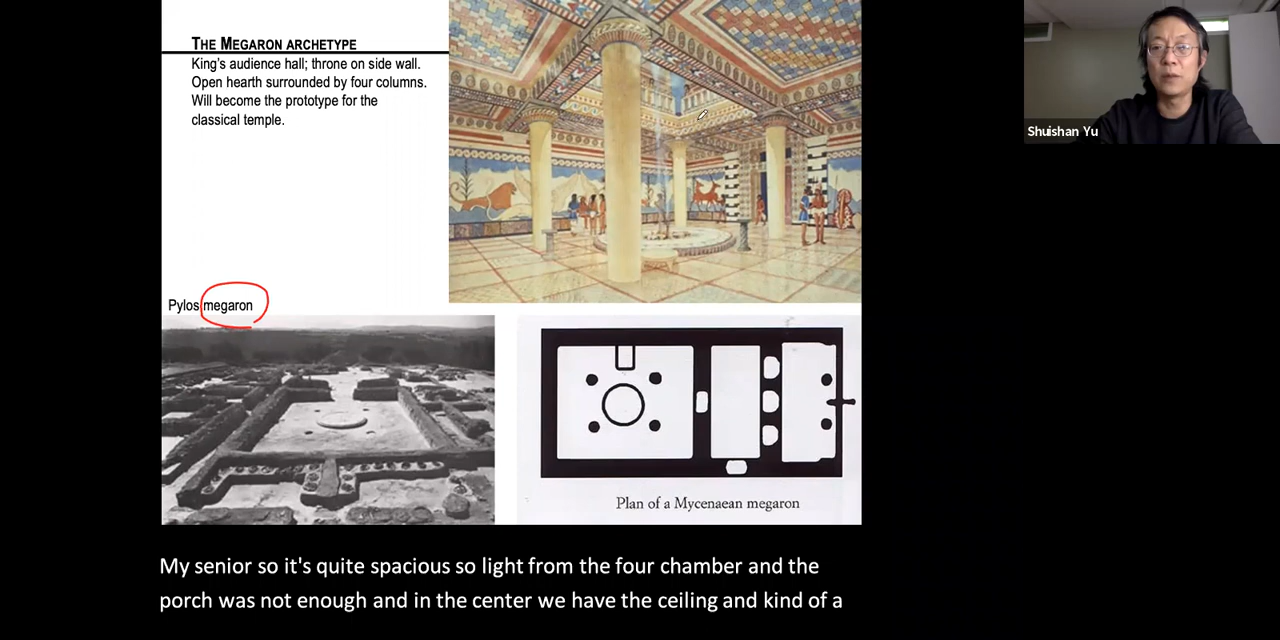 THE MEGARON ARCHETYPE
King's audience hall; throne on side wall.
Open hearth surrounded by four columns.
Will become the prototype for the
classical temple.
Shuishan Yu
Pylos megaron
Plan of a Mycenaean megaron
My senior so it's quite spacious so light from the four chamber and the
porch was not enough and in the center we have the ceiling and kind of a